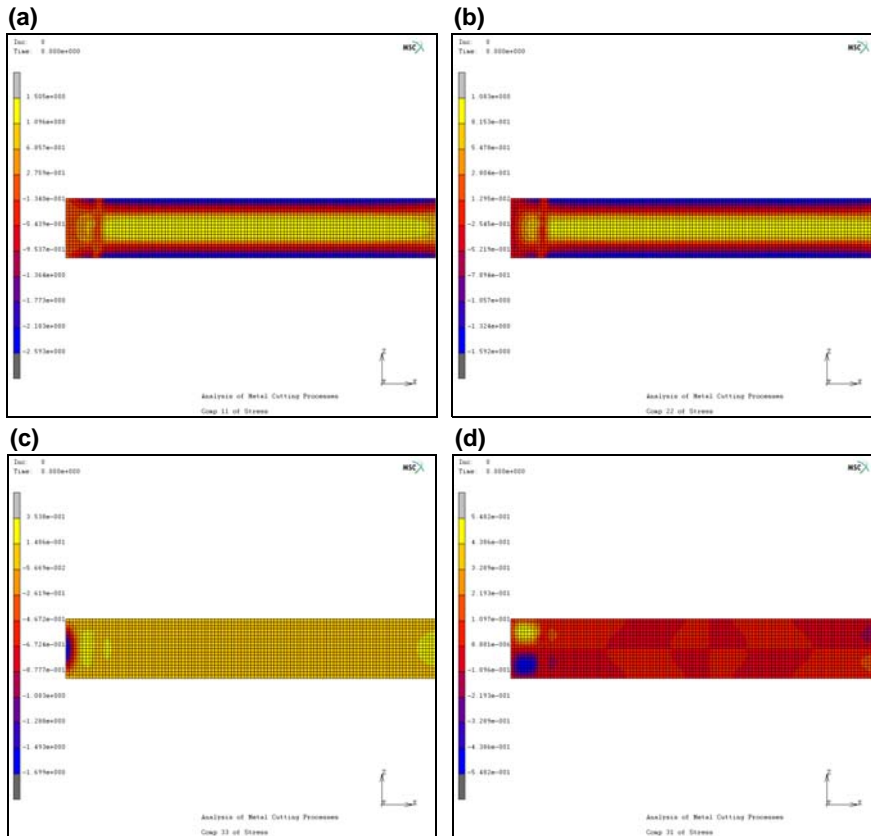 (a)
Inc: 0
Time: 0.000e+000
MSC
1.505e+000
1.096e+000
6.857e-001
2.759e-001
-1.340e-001
-5.439e-001
-9.537e-001
-1.364e+000
-1.773e+000
-2.183e+000
-2.593e+000
Z
X
Analysis of Metal Cutting Processes
Comp 11 of Stress
(b)
Inc: 0
Time: 0.000e+000
MSC
1.083e+000
8.153e-001
5.478e-001
2.804e-001
1.295e-002
-2.545e-001
-5.219e-001
-7.894e-001
-1.057e+000
-1.324e+000
-1.592e+000
Z
X
Analysis of Metal Cutting Processes
Comp 22 of Stress
(c)
Inc: 0
Time: 0.000e+000
MSC
3.538e-001
1.486e-001
-5.669e-002
-2.619e-001
-4.672e-001
-6.724e-001
-8.777e-001
-1.083e+000
-1.288e+000
-1.493e+000
-1.699e+000
Z
X
Analysis of Metal Cutting Processes
Comp 33 of Stress
(d)
Inc: 0
Time: 0.000e+000
MSC
5.482e-001
4.386e-001
3.289e-001
2.193e-001
1.097e-001
-1.096e-001
-2.193e-001
-3.289e-001
-4.386e-001
-5.482e-001
Z
X
Analysis of Metal Cutting Processes
Comp 31 of Stress